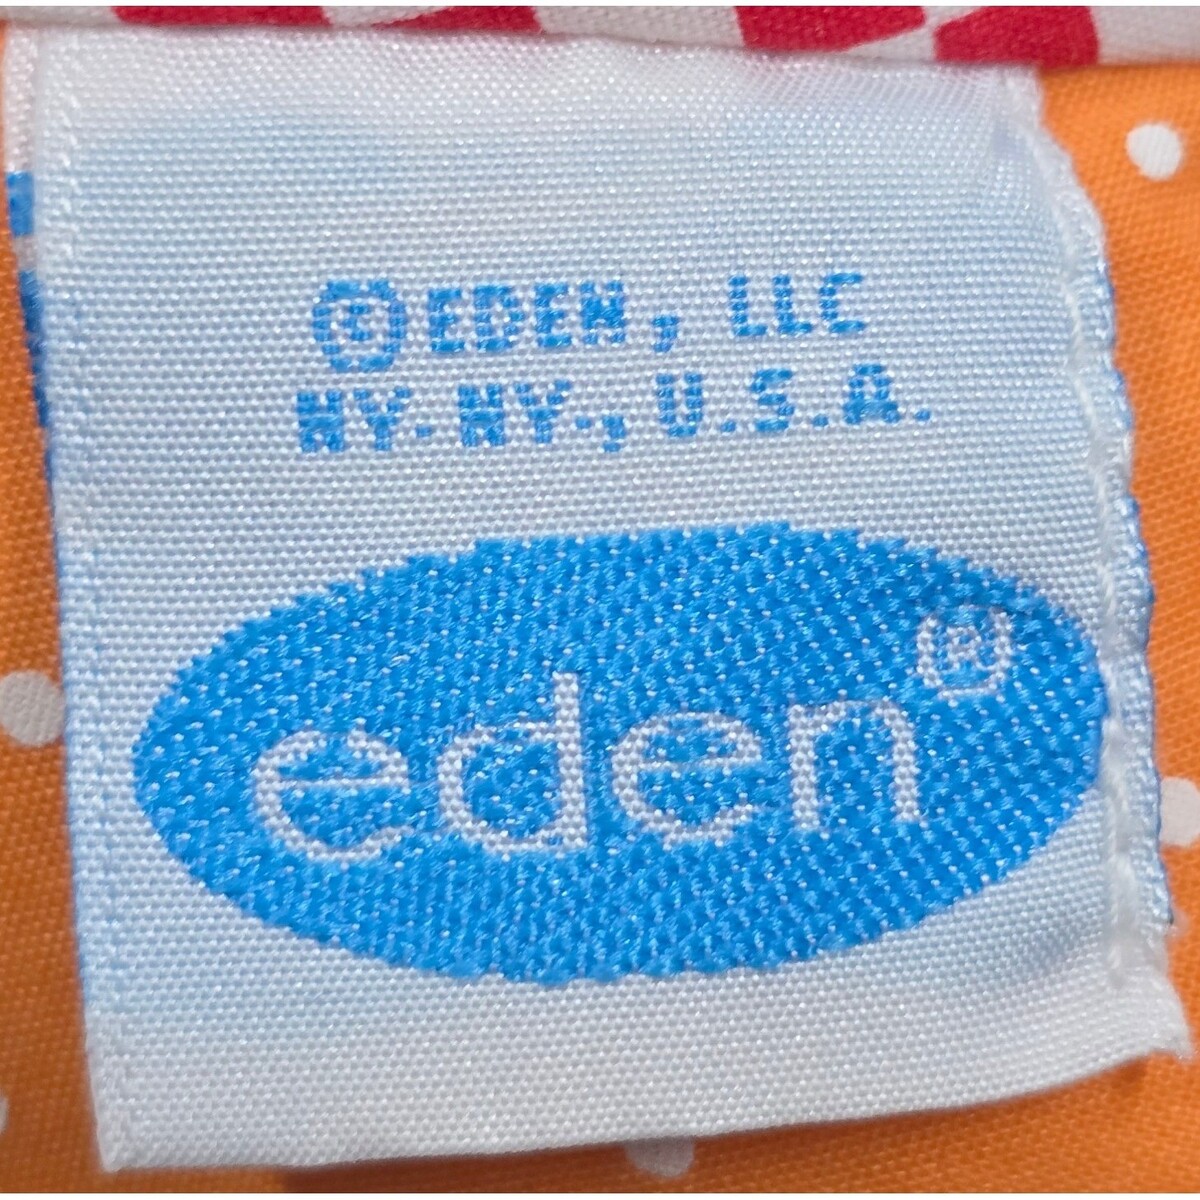 © EDEN, LLC
NY. NY., U.S.A.
eden®